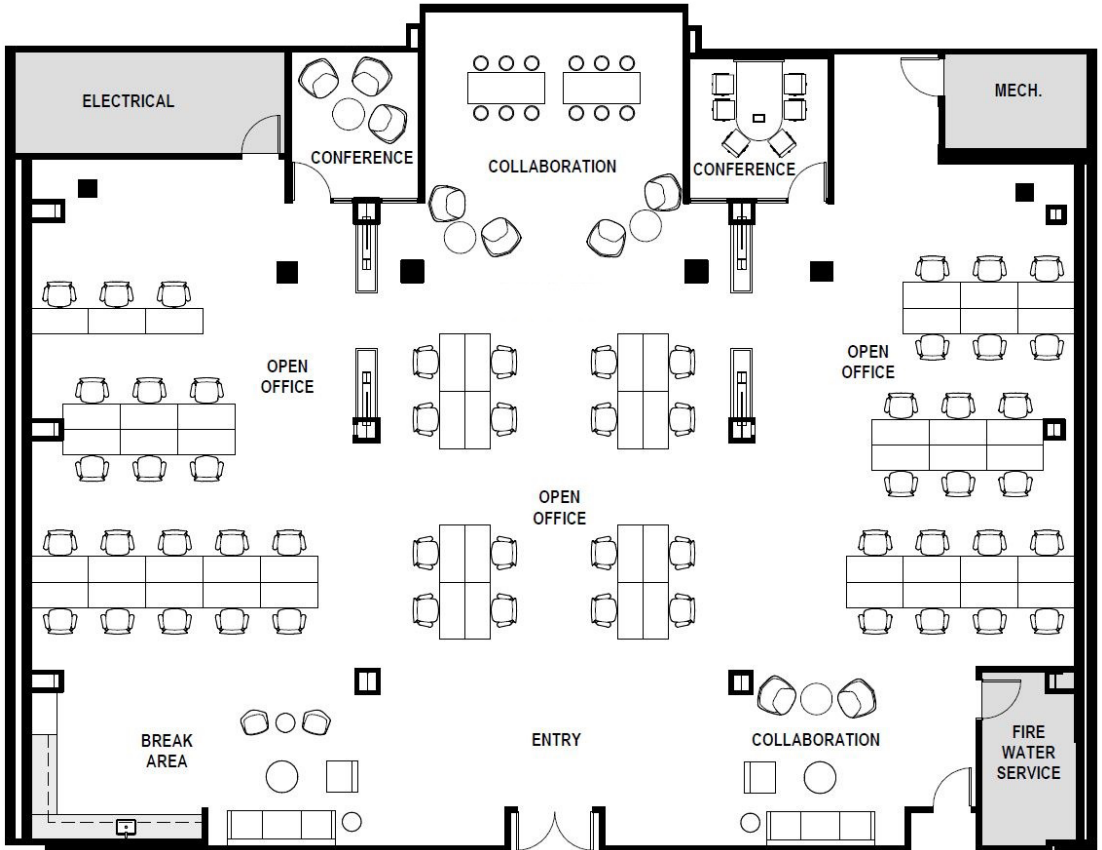 ELECTRICAL
MECH.
CONFERENCE
COLLABORATION
CONFERENCE
OPEN
OFFICE
OPEN
OFFICE
OPEN
OFFICE
BREAK
AREA
ENTRY
COLLABORATION
FIRE
WATER
SERVICE